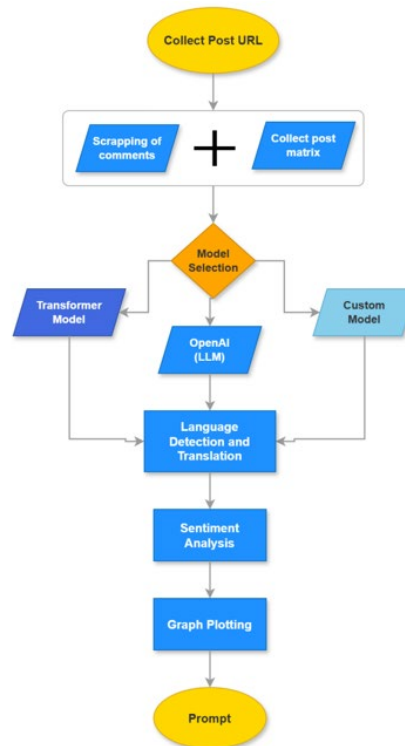 Collect Post URL
Scrapping of
comments
Collect post
matrix
Model
Selection
Transformer
Model
OpenAI
(LLM)
Custom
Model
Language
Detection and
Translation
Sentiment
Analysis
Graph Plotting
Prompt